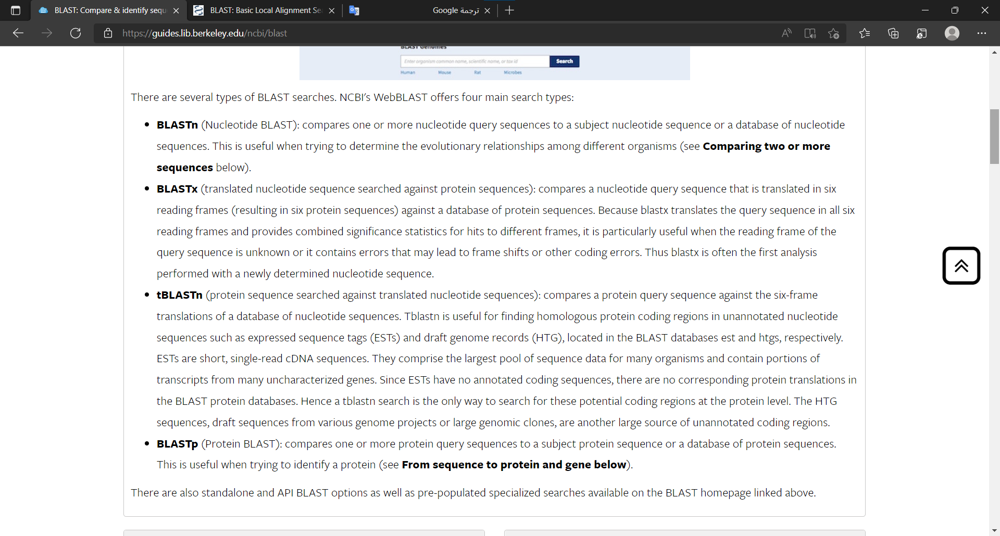 BLAST: Compare & identify sequ
BLAST: Basic Local Alignment Se
ترجمة Google
https://guides.lib.berkeley.edu/ncbi/blast
BLAST Genomes
Enter organism common name, scientific name, or tax id
Search
Human Mouse Rat Microbes
There are several types of BLAST searches. NCBI's WebBLAST offers four main search types:
• BLASTn (Nucleotide BLAST): compares one or more nucleotide query sequences to a subject nucleotide sequence or a database of nucleotide
sequences. This is useful when trying to determine the evolutionary relationships among different organisms (see Comparing two or more
sequences below).
• BLASTx (translated nucleotide sequence searched against protein sequences): compares a nucleotide query sequence that is translated in six
reading frames (resulting in six protein sequences) against a database of protein sequences. Because blastx translates the query sequence in all six
reading frames and provides combined significance statistics for hits to different frames, it is particularly useful when the reading frame of the
query sequence is unknown or it contains errors that may lead to frame shifts or other coding errors. Thus blastx is often the first analysis
performed with a newly determined nucleotide sequence.
• tBLASTn (protein sequence searched against translated nucleotide sequences): compares a protein query sequence against the six-frame
translations of a database of nucleotide sequences. Tblastn is useful for finding homologous protein coding regions in unannotated nucleotide
sequences such as expressed sequence tags (ESTs) and draft genome records (HTG), located in the BLAST databases est and htgs, respectively.
ESTs are short, single-read cDNA sequences. They comprise the largest pool of sequence data for many organisms and contain portions of
transcripts from many uncharacterized genes. Since ESTs have no annotated coding sequences, there are no corresponding protein translations in
the BLAST protein databases. Hence a tblastn search is the only way to search for these potential coding regions at the protein level. The HTG
sequences, draft sequences from various genome projects or large genomic clones, are another large source of unannotated coding regions.
• BLASTp (Protein BLAST): compares one or more protein query sequences to a subject protein sequence or a database of protein sequences.
This is useful when trying to identify a protein (see From sequence to protein and gene below).
There are also standalone and API BLAST options as well as pre-populated specialized searches available on the BLAST homepage linked above.